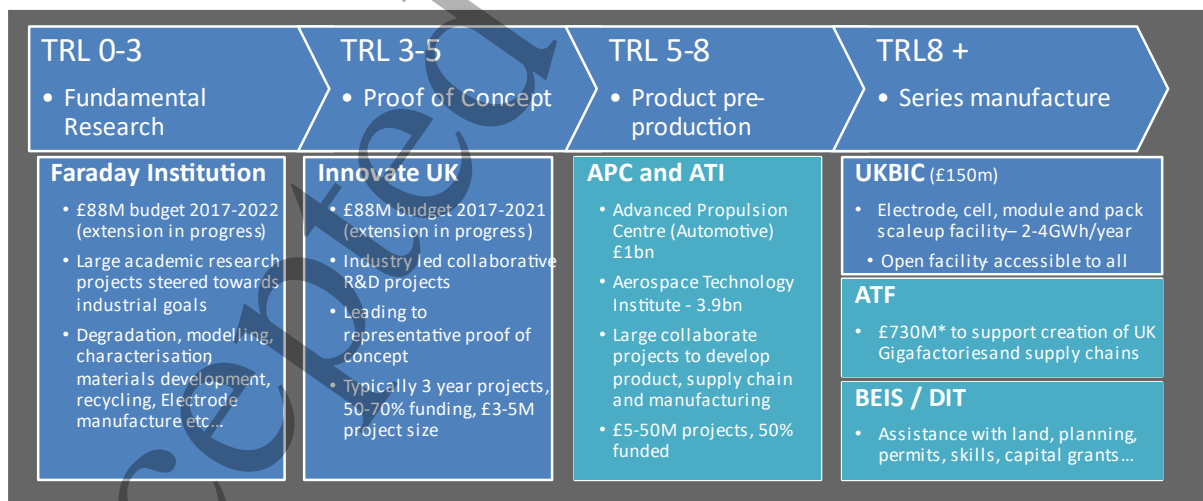 TRL 0-3
• Fundamental
Research
TRL 3-5
• Proof of Concept
TRL 5-8
• Product pre-
production
TRL8 +
• Series manufacture
Faraday Institution
• £88M budget 2017-2022
(extension in progress)
• Large academic research
projects steered towards
industrial goals
• Degradation, modelling,
characterisation,
materials development,
recycling, Electrode
manufacture etc…
Innovate UK
• £88M budget 2017-2021
(extension in progress)
• Industry led collaborative
R&D projects
• Leading to
representative proof of
concept
• Typically 3 year projects,
50-70% funding, £3-5M
project size
APC and ATI
• Advanced Propulsion
Centre (Automotive)
£1bn
• Aerospace Technology
Institute - 3.9bn
• Large collaborate
projects to develop
product, supply chain
and manufacturing
• £5-50M projects, 50%
funded
UKBIC (£150m)
• Electrode, cell, module and pack
scaleup facility– 2-4GWh/year
• Open facility- accessible to all
ATF
• £730M* to support creation of UK
Gigafactoriesand supply chains
BEIS / DIT
• Assistance with land, planning,
permits, skills, capital grants…
cepted